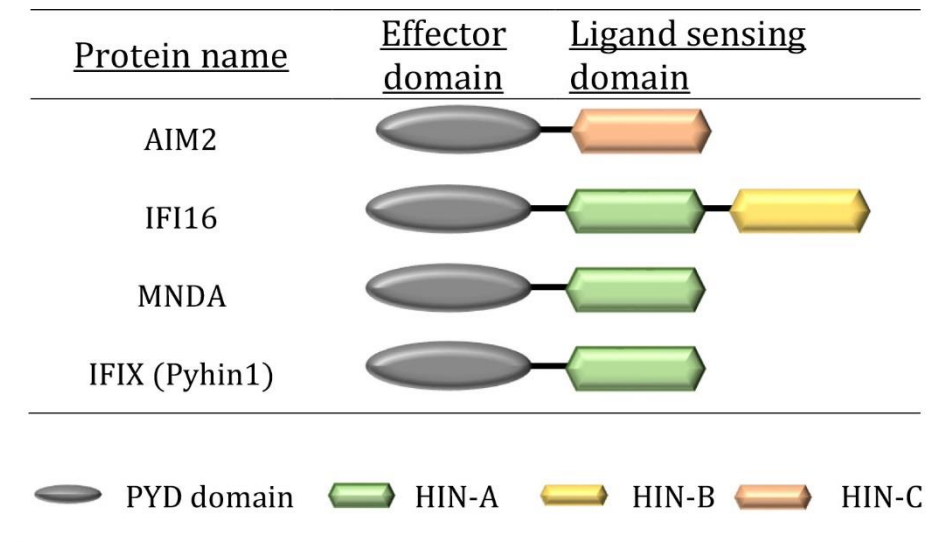 Protein name Effector domain Ligand sensing domain
AIM2
IFI16
MNDA
IFIX (Pyhin1)
PYD domain HIN-A HIN-B HIN-C